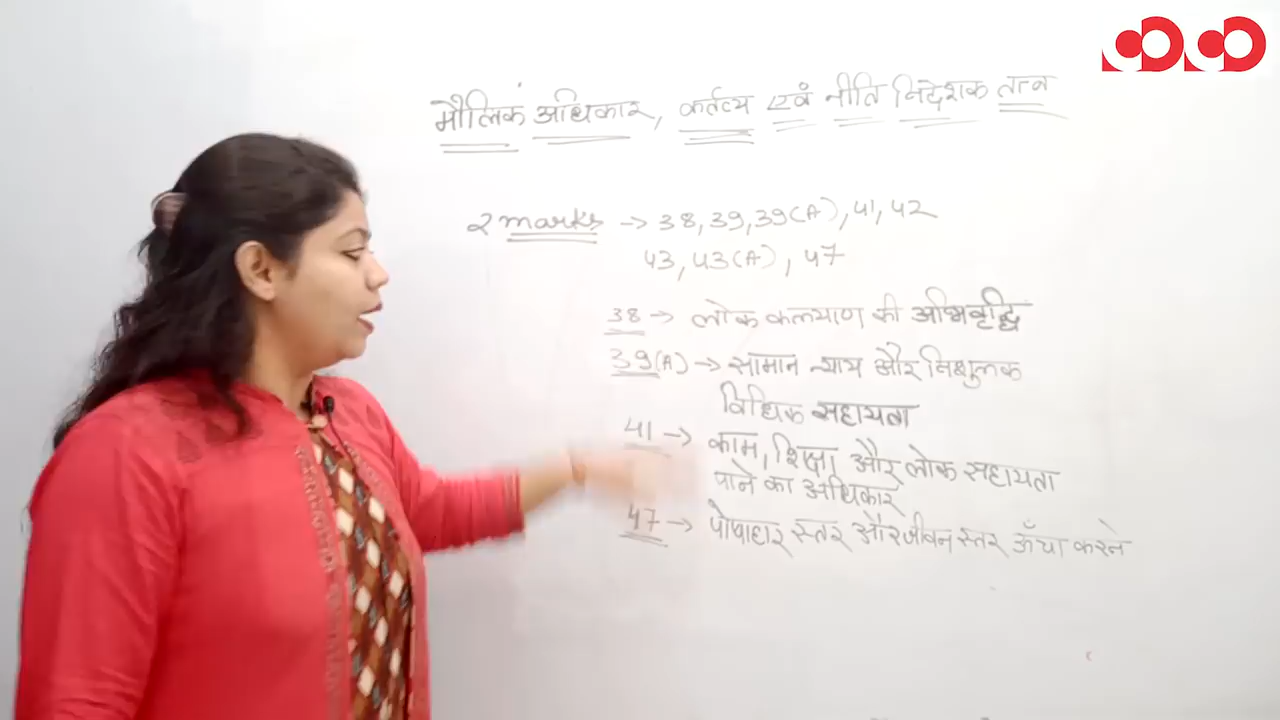 मौलिक अधिकार, कर्तव्य एवं नीति निदेशक तत्व
2 marks → 38, 39, 39(A), 41, 42
43, 43(A), 47
38 → लोक कल्याण की अभिवृद्धि
39(A) → सामान न्याय और निशुलक
विधिक सहायता
41 → काम, शिक्षा और लोक सहायता
पाने का अधिकार
47 → पोषाहार स्तर और जीवन स्तर ऊँचा करने